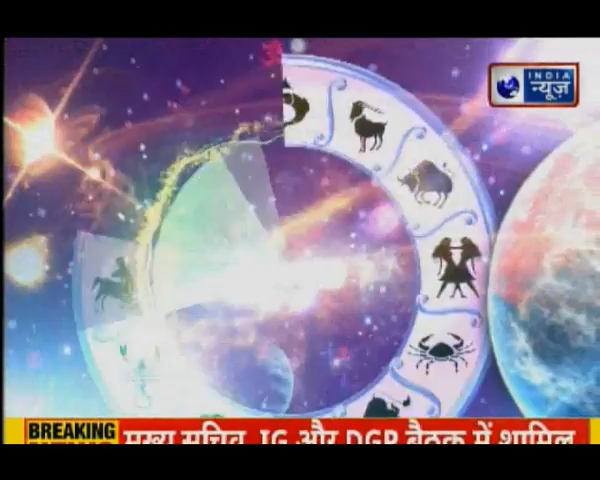 INDIA
न्यूज़
BREAKING
मुख्य सचिव, IG और DGP बैठक में शामिल